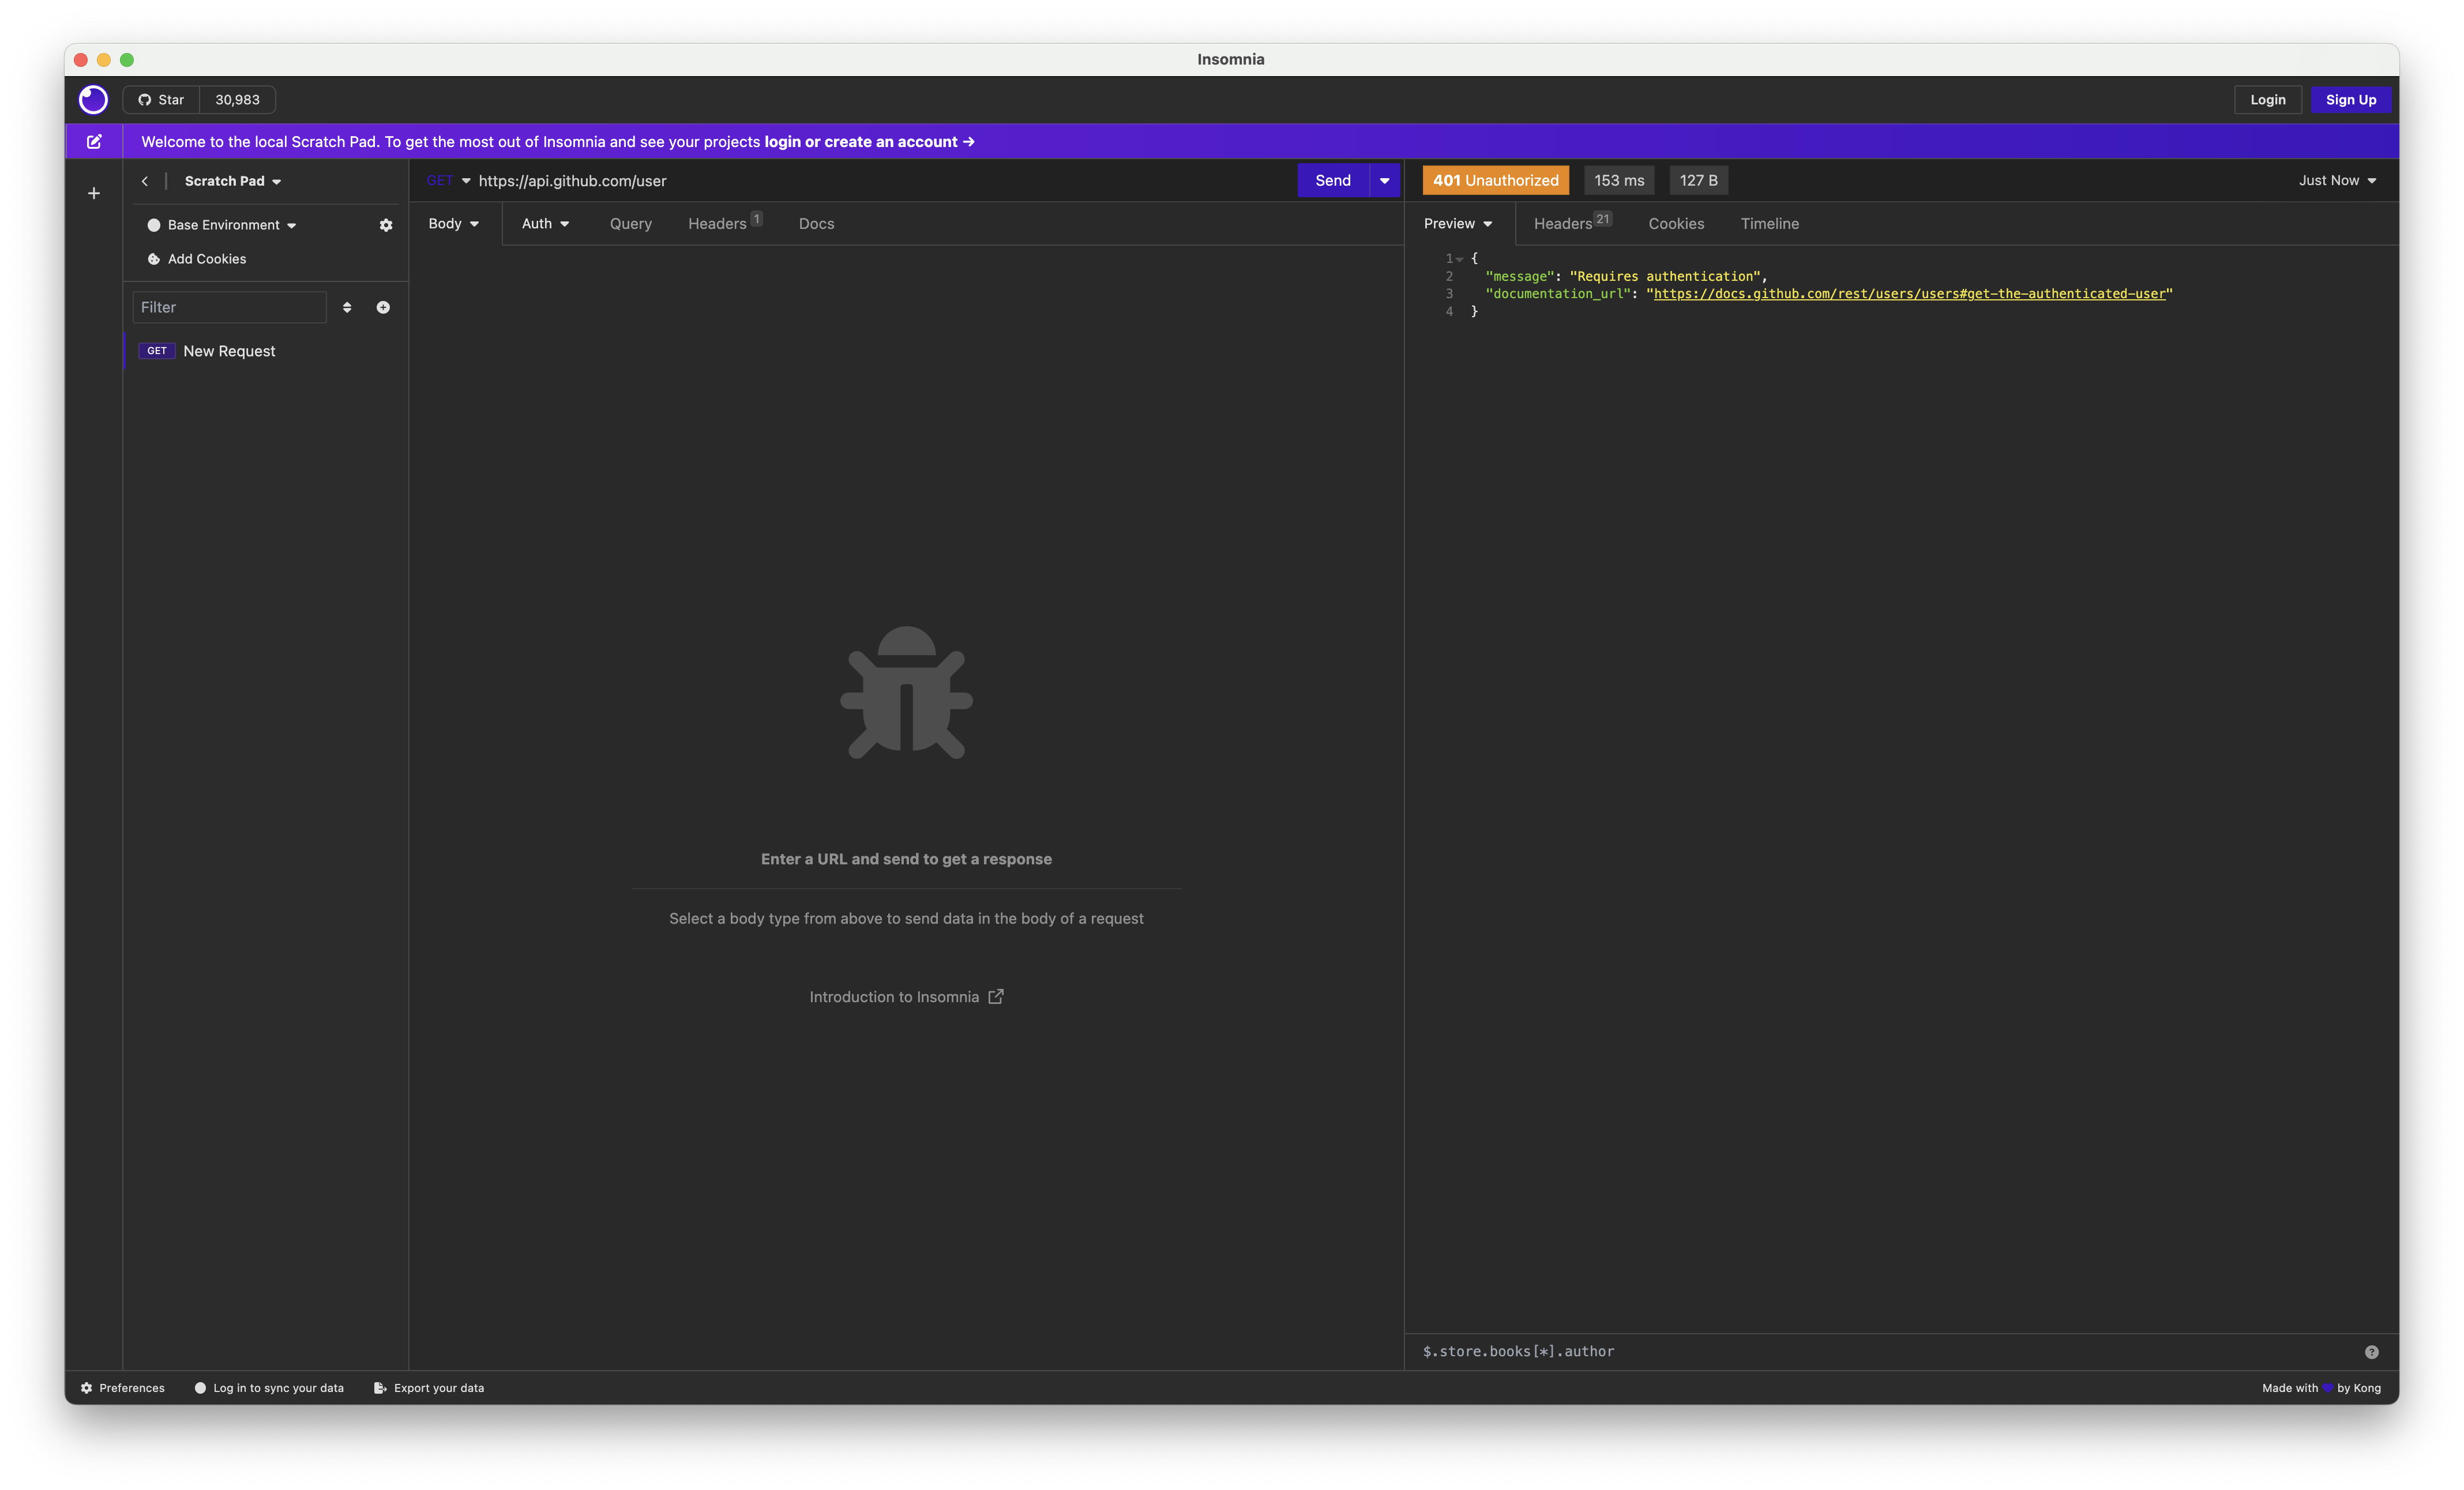 Insomnia
Star 30,983
Login Sign Up
Welcome to the local Scratch Pad. To get the most out of Insomnia and see your projects login or create an account →
Scratch Pad
Base Environment
Add Cookies
Filter
GET New Request
GET https://api.github.com/user Send
Body Auth Query Headers 1 Docs
Enter a URL and send to get a response
Select a body type from above to send data in the body of a request
Introduction to Insomnia
401 Unauthorized 153 ms 127 B Just Now
Preview Headers 21 Cookies Timeline
1 {
2 "message": "Requires authentication",
3 "documentation_url": "https://docs.github.com/rest/users/users#get-the-authenticated-user"
4 }
$.store.books[*].author ?
Preferences Log in to sync your data Export your data Made with 💜 by Kong